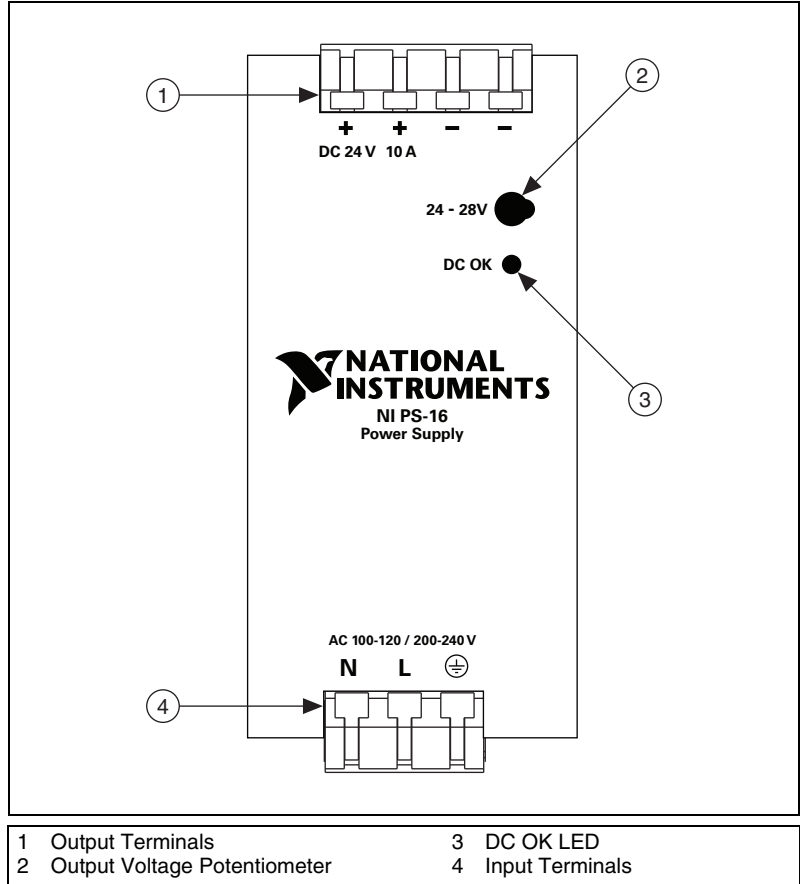 1
2
+ + − −
DC 24 V 10 A
24 - 28V
DC OK
NATIONAL
INSTRUMENTS
NI PS-16
Power Supply
3
AC 100-120 / 200-240 V
N L
4
1 Output Terminals
2 Output Voltage Potentiometer
3 DC OK LED
4 Input Terminals